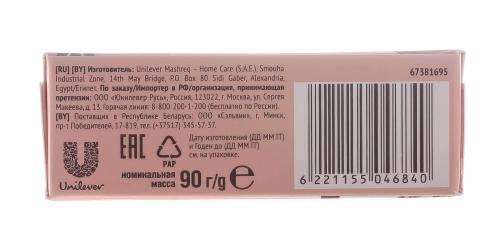 [RU] [BY] Изготовитель: Unilever Mashreq – Home Care (S.A.E.), Smouha
Industrial Zone, 14th May Bridge, P.O. Box 80 Sidi Gaber, Alexandria,
Egypt/Египет. По заказу/Импортер в РФ/Организация, принимающая
претензии: ООО «Юнилевер Русь», Россия, 123022, г. Москва, ул. Сергея
Макеева, д.13. Горячая линия: 8-800-200-1-200 (бесплатно по России).
[BY] Поставщик в Республику Беларусь: ООО «Сэльвин», г. Минск,
пр-т Победителей, 17-819, тел. (+37517) 345-57-37.
67381695
Unilever
EAC
PAP
Дата изготовления (ДД ММ ГГ)
и Годен до (ДД ММ ГГ)
см. на упаковке.
номинальная
масса 90 г/g ℮
6 221155 046840